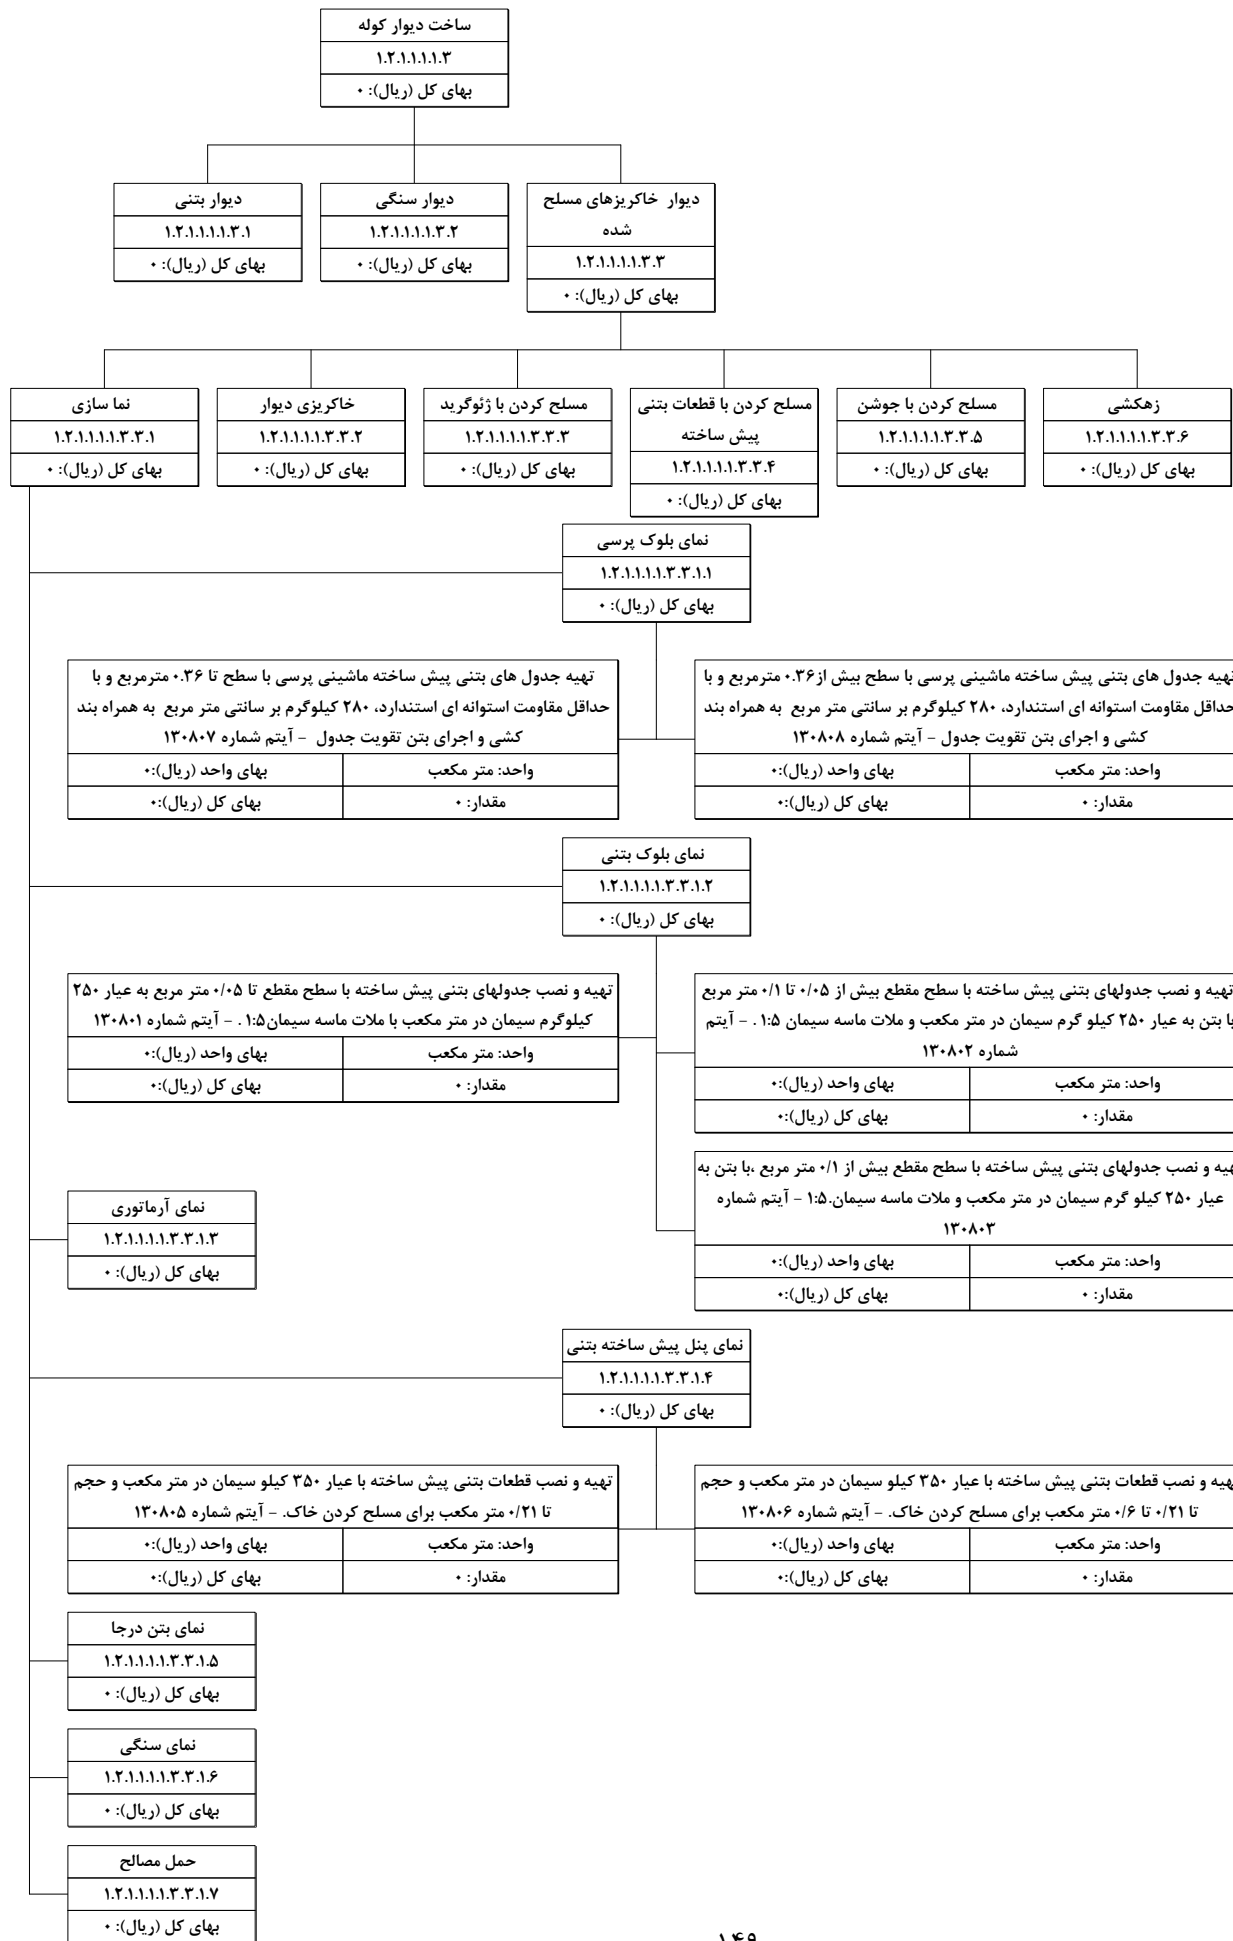 ساخت دیوار کوله
۱.۲.۱.۱.۱.۱.۳
بهای کل (ریال): ۰
دیوار بتنی
۱.۲.۱.۱.۱.۱.۳.۱
بهای کل (ریال): ۰
دیوار سنگی
۱.۲.۱.۱.۱.۱.۳.۲
بهای کل (ریال): ۰
دیوار خاکریزهای مسلح
شده
۱.۲.۱.۱.۱.۱.۳.۳
بهای کل (ریال): ۰
نما سازی
۱.۲.۱.۱.۱.۱.۳.۳.۱
بهای کل (ریال): ۰
خاکریزی دیوار
۱.۲.۱.۱.۱.۱.۳.۳.۲
بهای کل (ریال): ۰
مسلح کردن با ژئوگرید
۱.۲.۱.۱.۱.۱.۳.۳.۳
بهای کل (ریال): ۰
مسلح کردن با قطعات بتنی
پیش ساخته
۱.۲.۱.۱.۱.۱.۳.۳.۴
بهای کل (ریال): ۰
مسلح کردن با جوشن
۱.۲.۱.۱.۱.۱.۳.۳.۵
بهای کل (ریال): ۰
زهکشی
۱.۲.۱.۱.۱.۱.۳.۳.۶
بهای کل (ریال): ۰
نمای بلوک پرسی
۱.۲.۱.۱.۱.۱.۳.۳.۱.۱
بهای کل (ریال): ۰
تهیه جدول های بتنی پیش ساخته ماشینی پرسی با سطح تا ۰.۳۶ مترمربع و با
حداقل مقاومت استوانه ای استندارد، ۲۸۰ کیلوگرم بر سانتی متر مربع به همراه بند
کشی و اجرای بتن تقویت جدول - آیتم شماره ۱۳۰۸۰۷
واحد: متر مکعب
بهای واحد (ریال):۰
مقدار: ۰
بهای کل (ریال):۰
تهیه جدول های بتنی پیش ساخته ماشینی پرسی با سطح بیش از۰.۳۶ مترمربع و با
حداقل مقاومت استوانه ای استندارد، ۲۸۰ کیلوگرم بر سانتی متر مربع به همراه بند
کشی و اجرای بتن تقویت جدول - آیتم شماره ۱۳۰۸۰۸
واحد: متر مکعب
بهای واحد (ریال):۰
مقدار: ۰
بهای کل (ریال):۰
نمای بلوک بتنی
۱.۲.۱.۱.۱.۱.۳.۳.۱.۲
بهای کل (ریال): ۰
تهیه و نصب جدولهای بتنی پیش ساخته با سطح مقطع تا ۰/۰۵ متر مربع به عیار ۲۵۰
کیلوگرم سیمان در متر مکعب با ملات ماسه سیمان۱:۵ . - آیتم شماره ۱۳۰۸۰۱
واحد: متر مکعب
بهای واحد (ریال):۰
مقدار: ۰
بهای کل (ریال):۰
تهیه و نصب جدولهای بتنی پیش ساخته با سطح مقطع بیش از ۰/۰۵ تا ۰/۱ متر مربع
با بتن به عیار ۲۵۰ کیلو گرم سیمان در متر مکعب و ملات ماسه سیمان ۱:۵ . - آیتم
شماره ۱۳۰۸۰۲
واحد: متر مکعب
بهای واحد (ریال):۰
مقدار: ۰
بهای کل (ریال):۰
تهیه و نصب جدولهای بتنی پیش ساخته با سطح مقطع بیش از ۰/۱ متر مربع ،با بتن به
عیار ۲۵۰ کیلو گرم سیمان در متر مکعب و ملات ماسه سیمان.۱:۵ - آیتم شماره
۱۳۰۸۰۳
واحد: متر مکعب
بهای واحد (ریال):۰
مقدار: ۰
بهای کل (ریال):۰
نمای آرماتوری
۱.۲.۱.۱.۱.۱.۳.۳.۱.۳
بهای کل (ریال): ۰
نمای پنل پیش ساخته بتنی
۱.۲.۱.۱.۱.۱.۳.۳.۱.۴
بهای کل (ریال): ۰
تهیه و نصب قطعات بتنی پیش ساخته با عیار ۳۵۰ کیلو سیمان در متر مکعب و حجم
تا ۰/۲۱ متر مکعب برای مسلح کردن خاک. - آیتم شماره ۱۳۰۸۰۵
واحد: متر مکعب
بهای واحد (ریال):۰
مقدار: ۰
بهای کل (ریال):۰
تهیه و نصب قطعات بتنی پیش ساخته با عیار ۳۵۰ کیلو سیمان در متر مکعب و حجم
تا ۰/۲۱ تا ۰/۶ متر مکعب برای مسلح کردن خاک. - آیتم شماره ۱۳۰۸۰۶
واحد: متر مکعب
بهای واحد (ریال):۰
مقدار: ۰
بهای کل (ریال):۰
نمای بتن درجا
۱.۲.۱.۱.۱.۱.۳.۳.۱.۵
بهای کل (ریال): ۰
نمای سنگی
۱.۲.۱.۱.۱.۱.۳.۳.۱.۶
بهای کل (ریال): ۰
حمل مصالح
۱.۲.۱.۱.۱.۱.۳.۳.۱.۷
بهای کل (ریال): ۰
۱۴۹